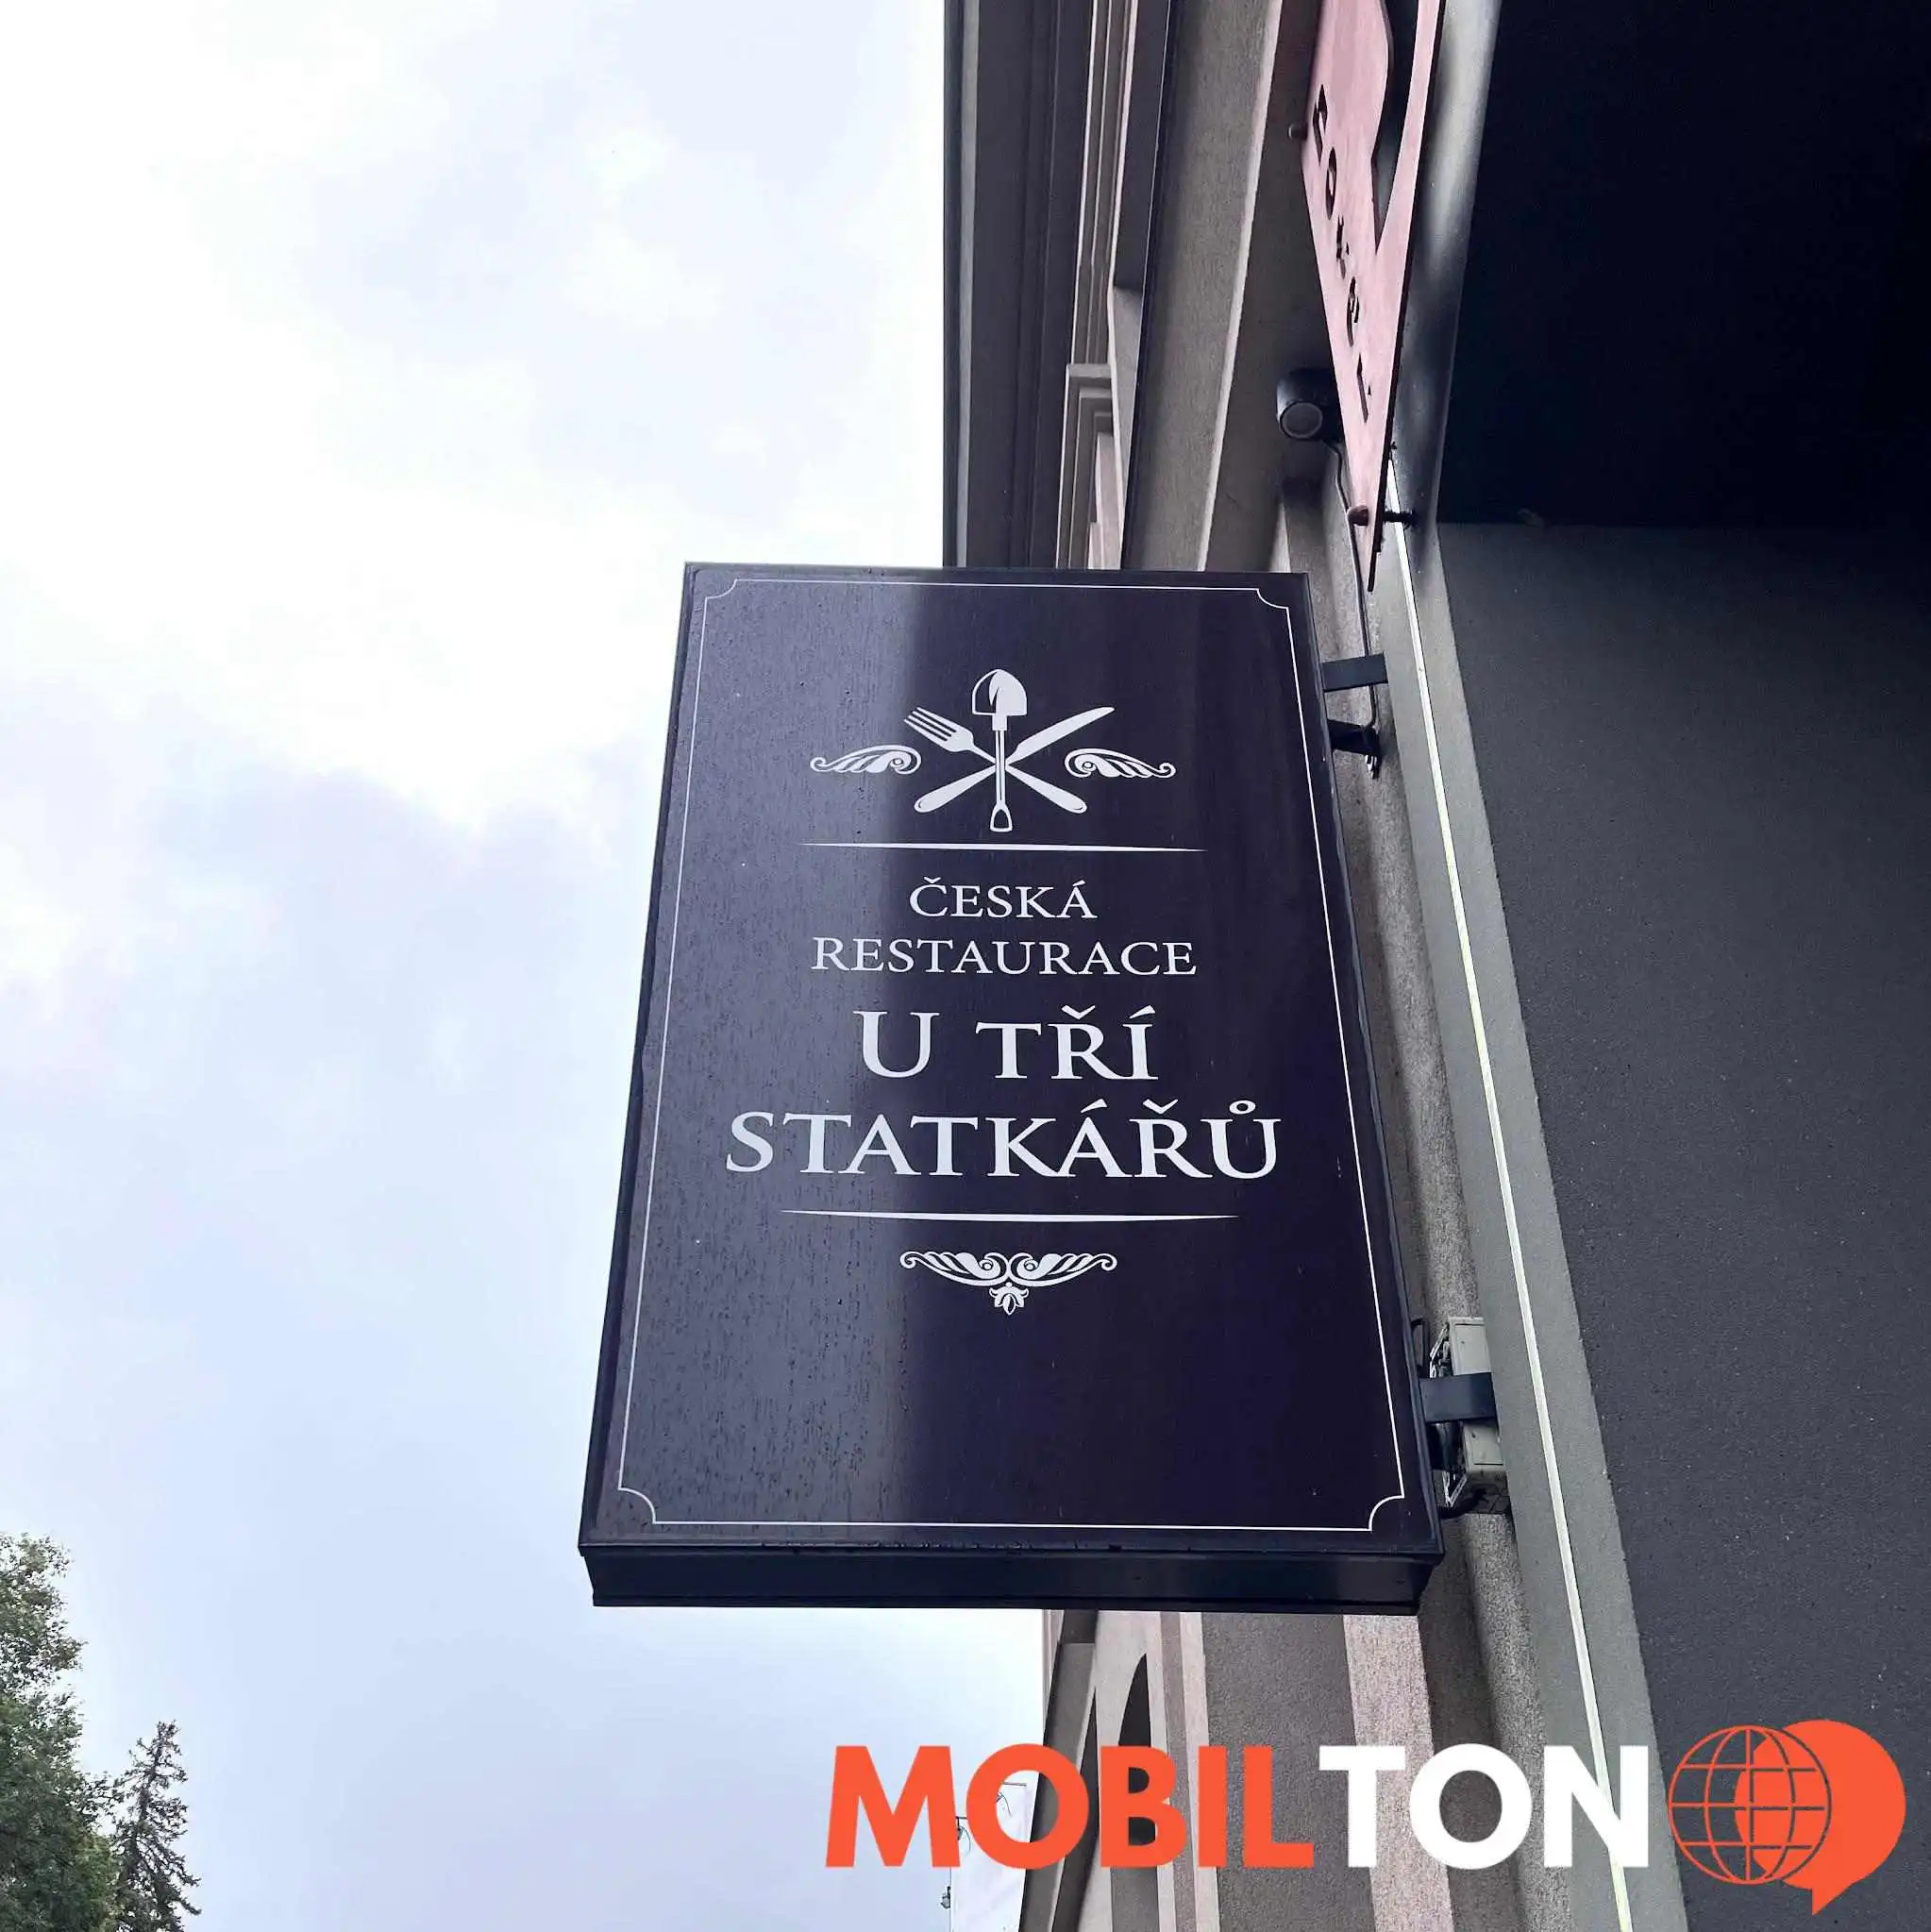 ČESKÁ
RESTAURACE
U TŘÍ
STATKÁŘŮ
MOBILTON